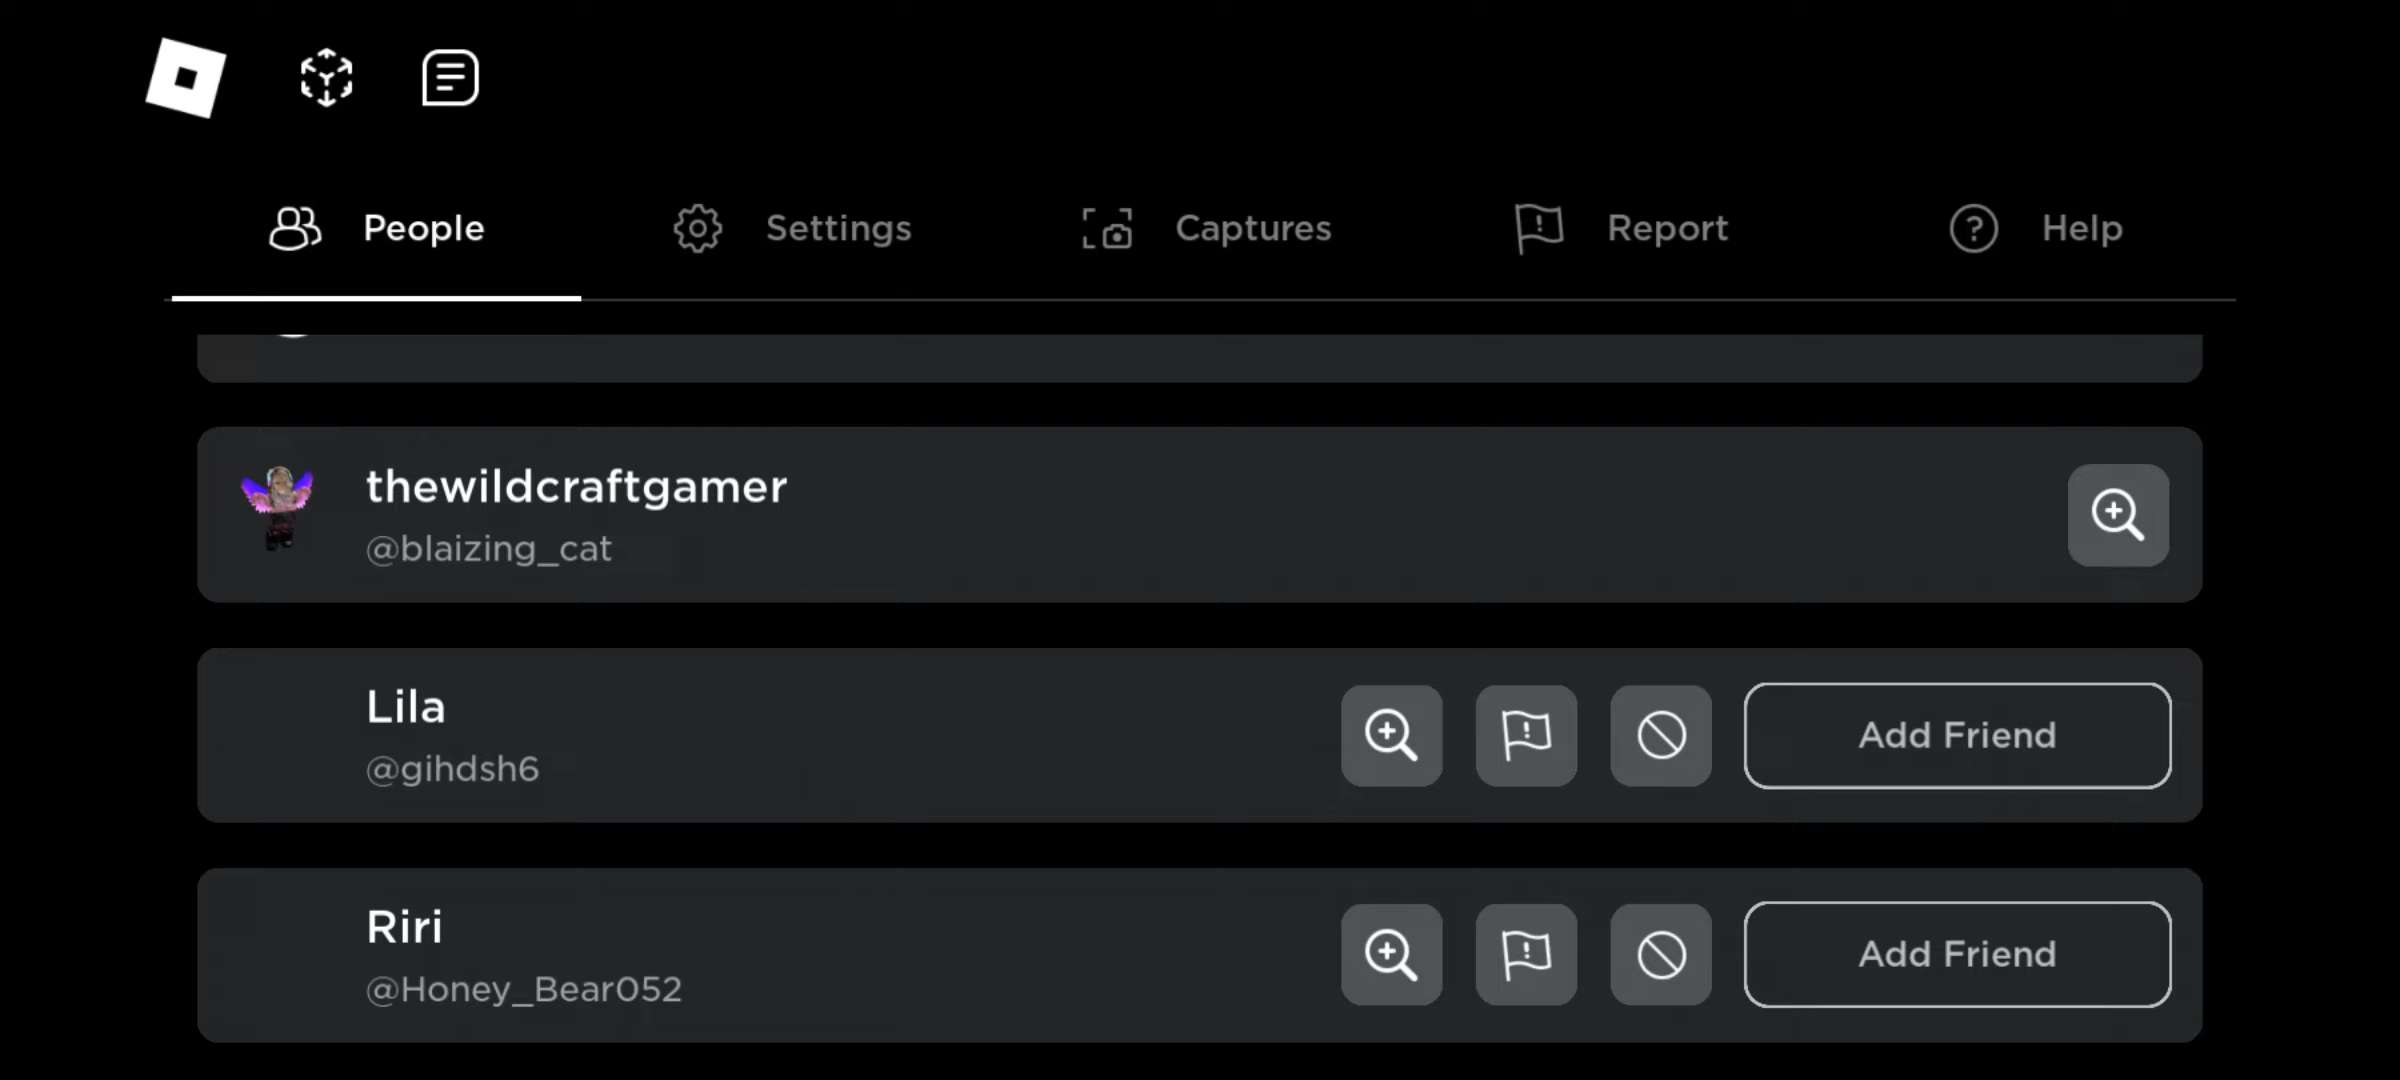 People
Settings
Captures
Report
Help
thewildcraftgamer
@blaizing_cat
Lila
@gihdsh6
Add Friend
Riri
@Honey_Bear052
Add Friend